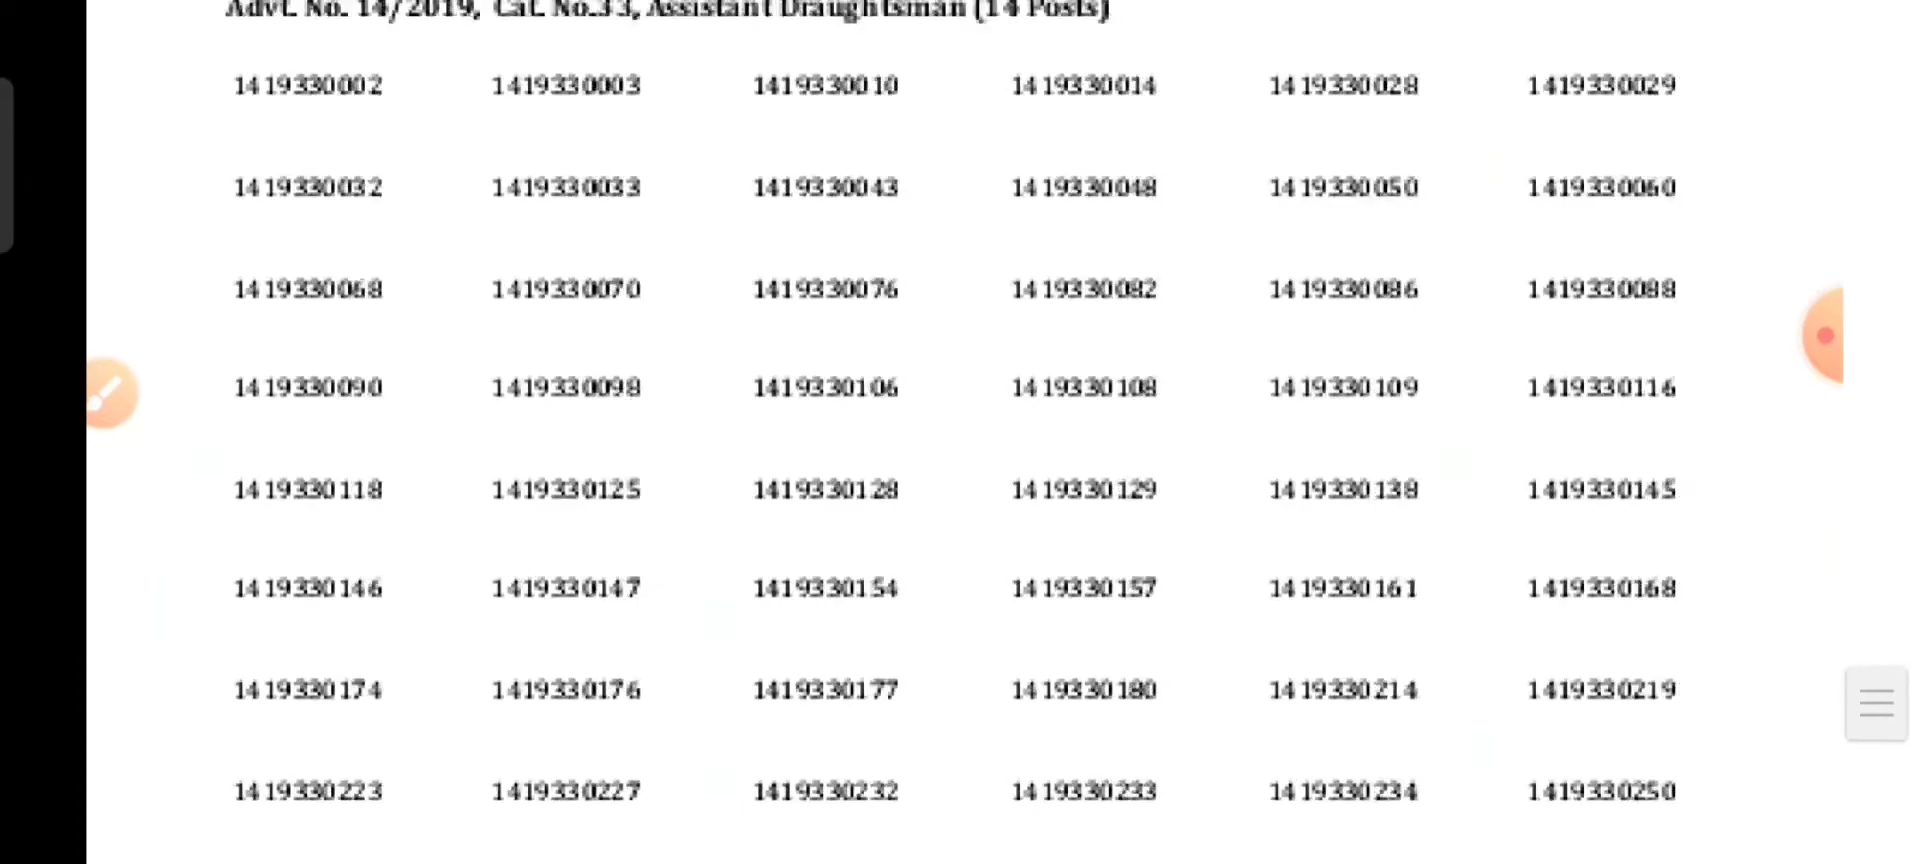 Advt. No. 14/2019, Cat. No.33, Assistant Draughtsman (14 Posts)
1419330002 1419330003 1419330010 1419330014 1419330028 1419330029
1419330032 1419330033 1419330043 1419330048 1419330050 1419330060
1419330068 1419330070 1419330076 1419330082 1419330086 1419330088
1419330090 1419330098 1419330106 1419330108 1419330109 1419330116
1419330118 1419330125 1419330128 1419330129 1419330138 1419330145
1419330146 1419330147 1419330154 1419330157 1419330161 1419330168
1419330174 1419330176 1419330177 1419330180 1419330214 1419330219
1419330223 1419330227 1419330232 1419330233 1419330234 1419330250